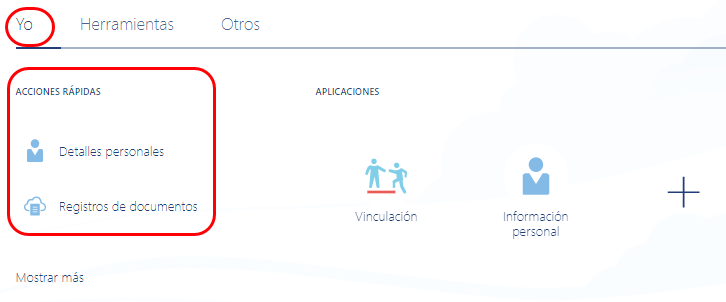 Yo
Herramientas
Otros
ACCIONES RÁPIDAS
Detalles personales
Registros de documentos
Mostrar más
APLICACIONES
Vinculación
Información
personal